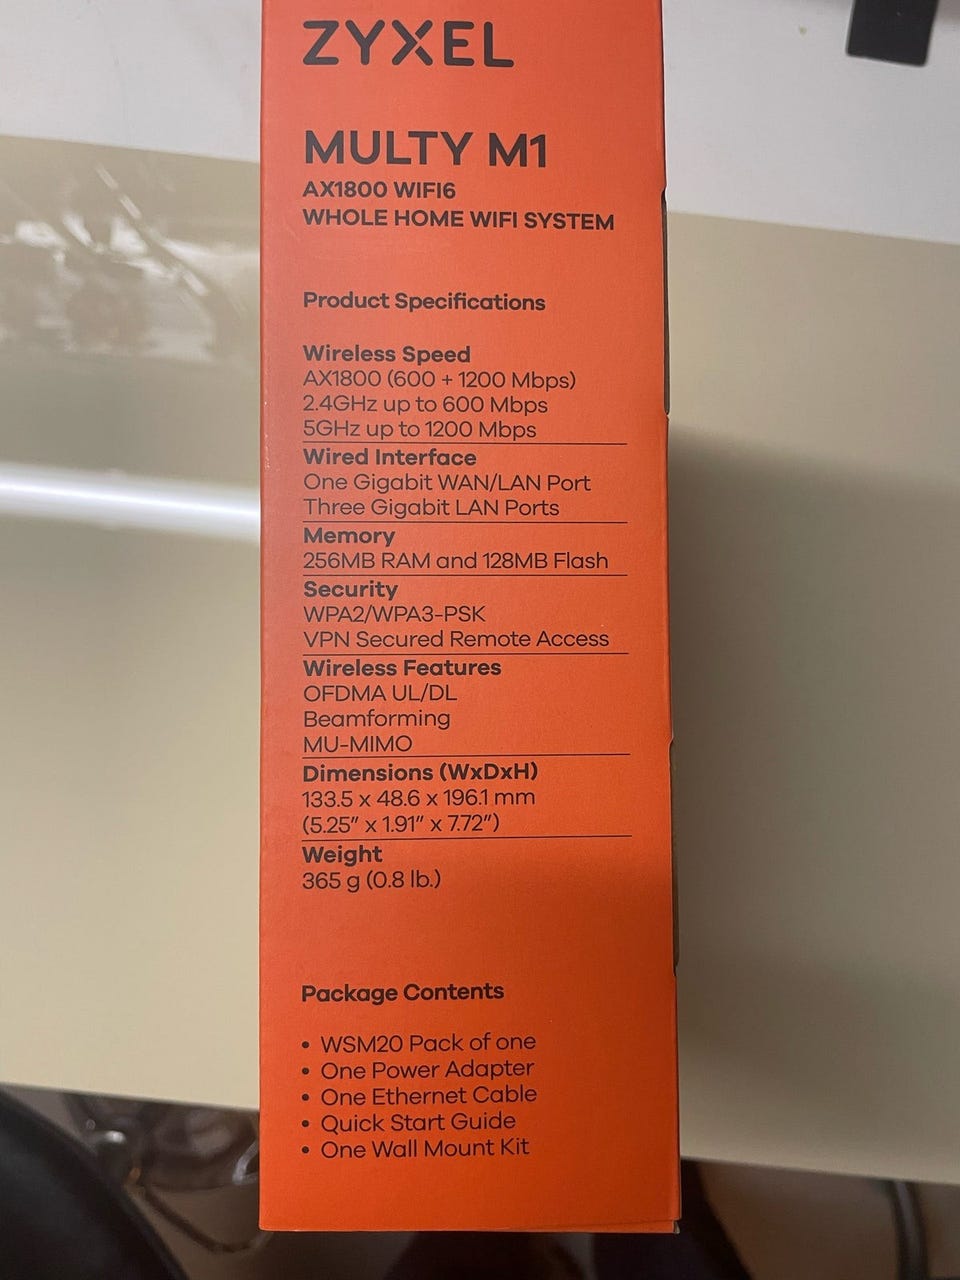 ZYXEL
MULTY M1
AX1800 WIFI6
WHOLE HOME WIFI SYSTEM
Product Specifications
Wireless Speed
AX1800 (600 + 1200 Mbps)
2.4GHz up to 600 Mbps
5GHz up to 1200 Mbps
Wired Interface
One Gigabit WAN/LAN Port
Three Gigabit LAN Ports
Memory
256MB RAM and 128MB Flash
Security
WPA2/WPA3-PSK
VPN Secured Remote Access
Wireless Features
OFDMA UL/DL
Beamforming
MU-MIMO
Dimensions (WxDxH)
133.5 x 48.6 x 196.1 mm
(5.25” x 1.91” x 7.72”)
Weight
365 g (0.8 lb.)
Package Contents
• WSM20 Pack of one
• One Power Adapter
• One Ethernet Cable
• Quick Start Guide
• One Wall Mount Kit